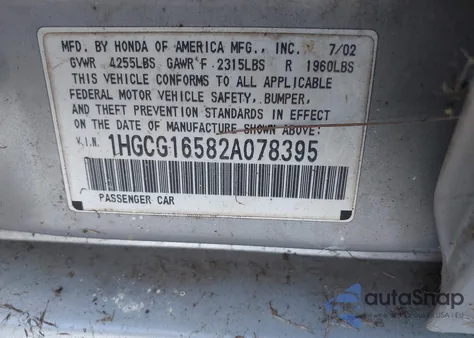 MFD. BY HONDA OF AMERICA MFG., INC. 7/02
GVWR 4255LBS GAWR F 2315LBS R 1960LBS
THIS VEHICLE CONFORMS TO ALL APPLICABLE
FEDERAL MOTOR VEHICLE SAFETY, BUMPER,
AND THEFT PREVENTION STANDARDS IN EFFECT
ON THE DATE OF MANUFACTURE SHOWN ABOVE:
V.I.N. 1HGCG16582A078395
PASSENGER CAR
autoSnap